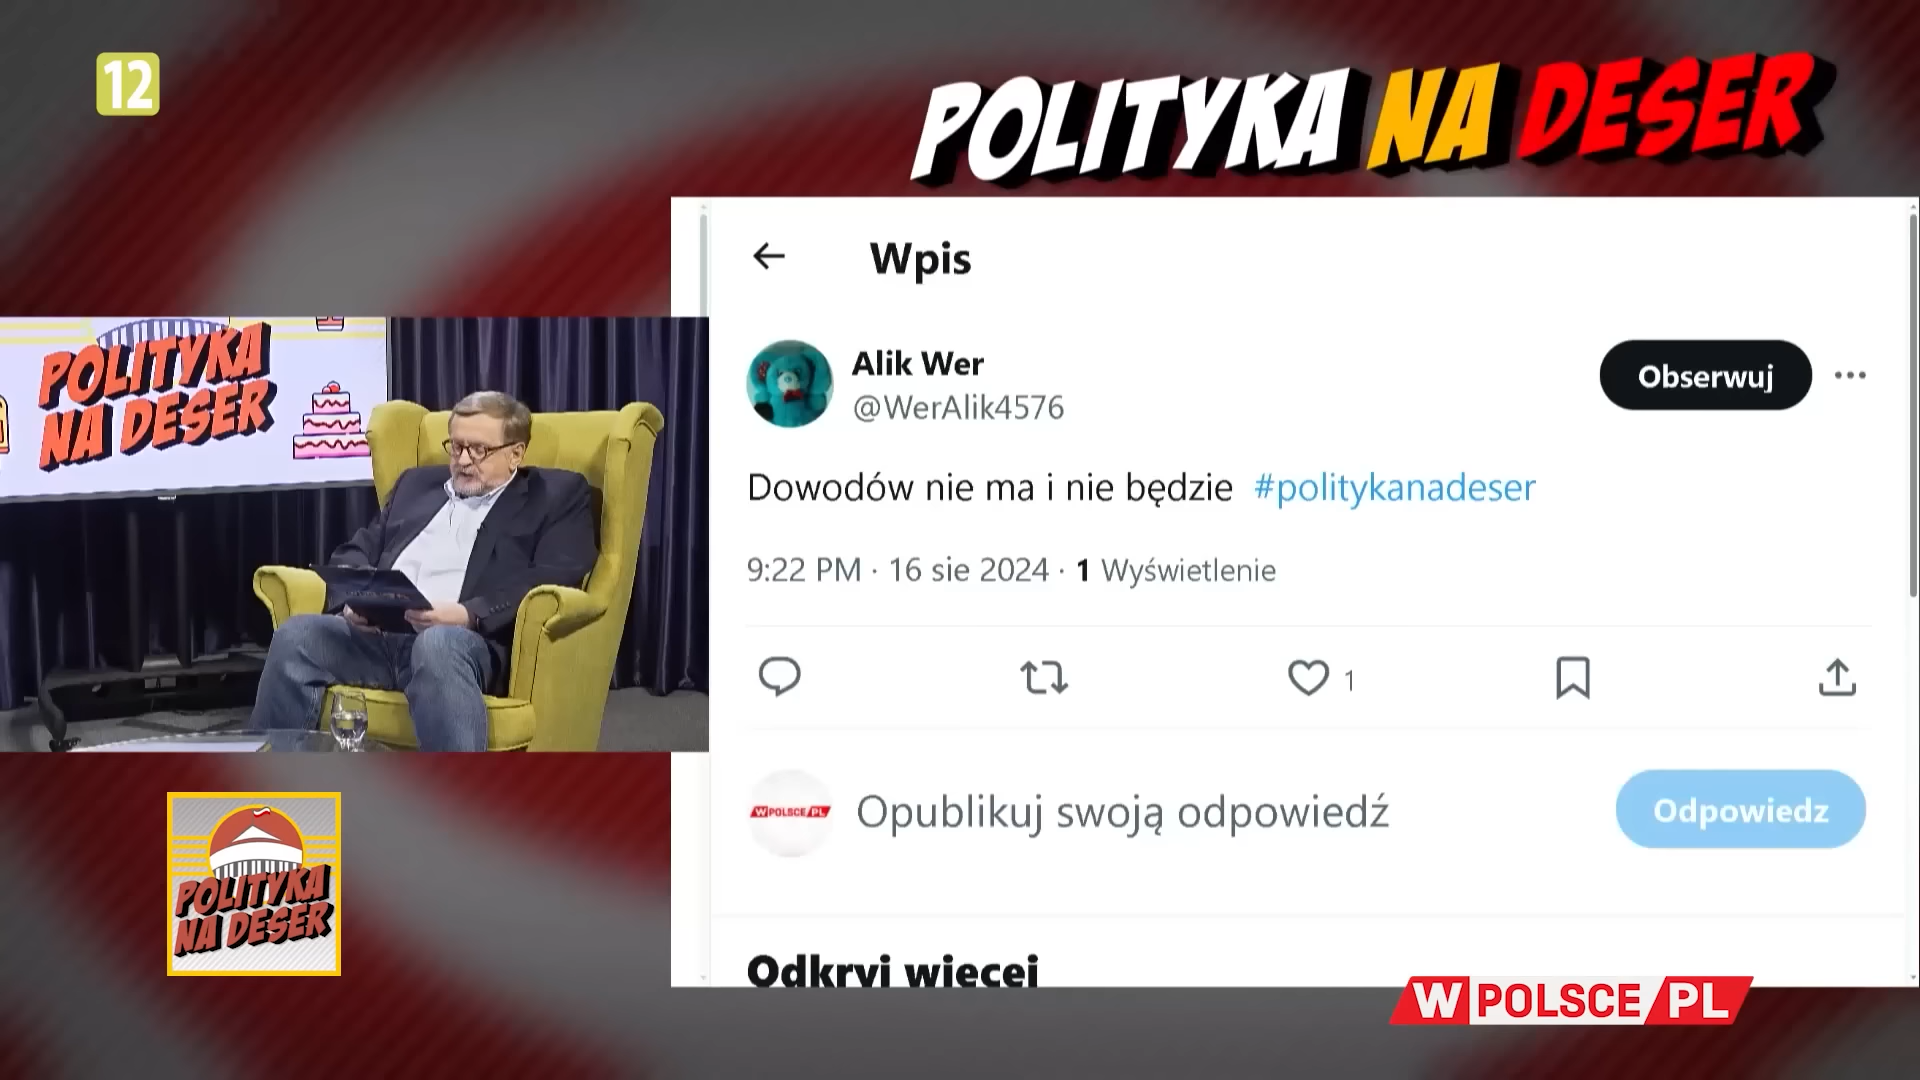 12
POLITYKA NA DESER
Wpis
Alik Wer
@WerAlik4576
Obserwuj
Dowodów nie ma i nie będzie #politykanadeser
9:22 PM · 16 sie 2024 · 1 Wyświetlenie
1
WPOLSCE/PL
Opublikuj swoją odpowiedź
Odpowiedz
Odkryj więcej
POLITYKA
NA DESER
POLITYKA
NA DESER
W POLSCE/PL